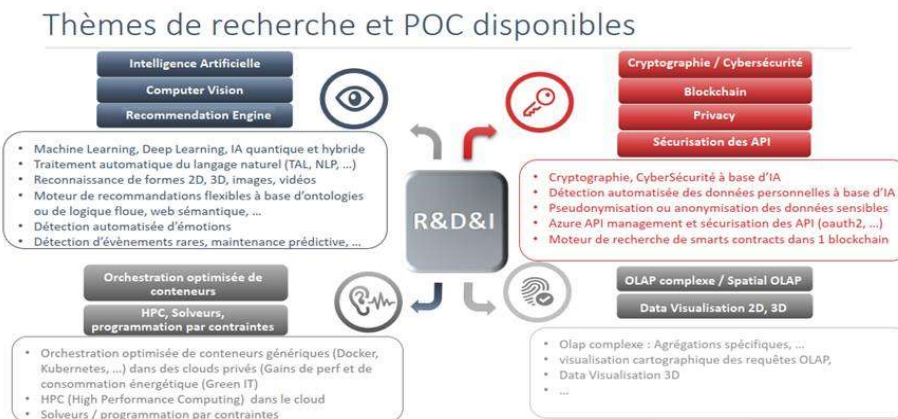 Thèmes de recherche et POC disponibles
Intelligence Artificielle
Computer Vision
Recommendation Engine
• Machine Learning, Deep Learning, IA quantique et hybride
• Traitement automatique du langage naturel (TAL, NLP, ...)
• Reconnaissance de formes 2D, 3D, images, vidéos
• Moteur de recommandations flexibles à base d'ontologies
ou de logique floue, web sémantique, ...
• Détection automatisée d'émotions
• Détection d'évènements rares, maintenance prédictive, ...
Cryptographie / Cybersécurité
Blockchain
Privacy
Sécurisation des API
• Cryptographie, CyberSécurité à base d'IA
• Détection automatisée des données personnelles à base d'IA
• Pseudonymisation ou anonymisation des données sensibles
• Azure API management et sécurisation des API (oauth2, ...)
• Moteur de recherche de smarts contracts dans 1 blockchain
R&D&I
Orchestration optimisée de
conteneurs
HPC, Solveurs,
programmation par contraintes
• Orchestration optimisée de conteneurs génériques (Docker,
Kubernetes, ...) dans des clouds privés (Gains de perf et de
consommation énergétique (Green IT)
• HPC (High Performance Computing) dans le cloud
• Solveurs / programmation par contraintes
OLAP complexe / Spatial OLAP
Data Visualisation 2D, 3D
• Olap complexe : Agrégations spécifiques, ...
• visualisation cartographique des requêtes OLAP,
• Data Visualisation 3D
• ...